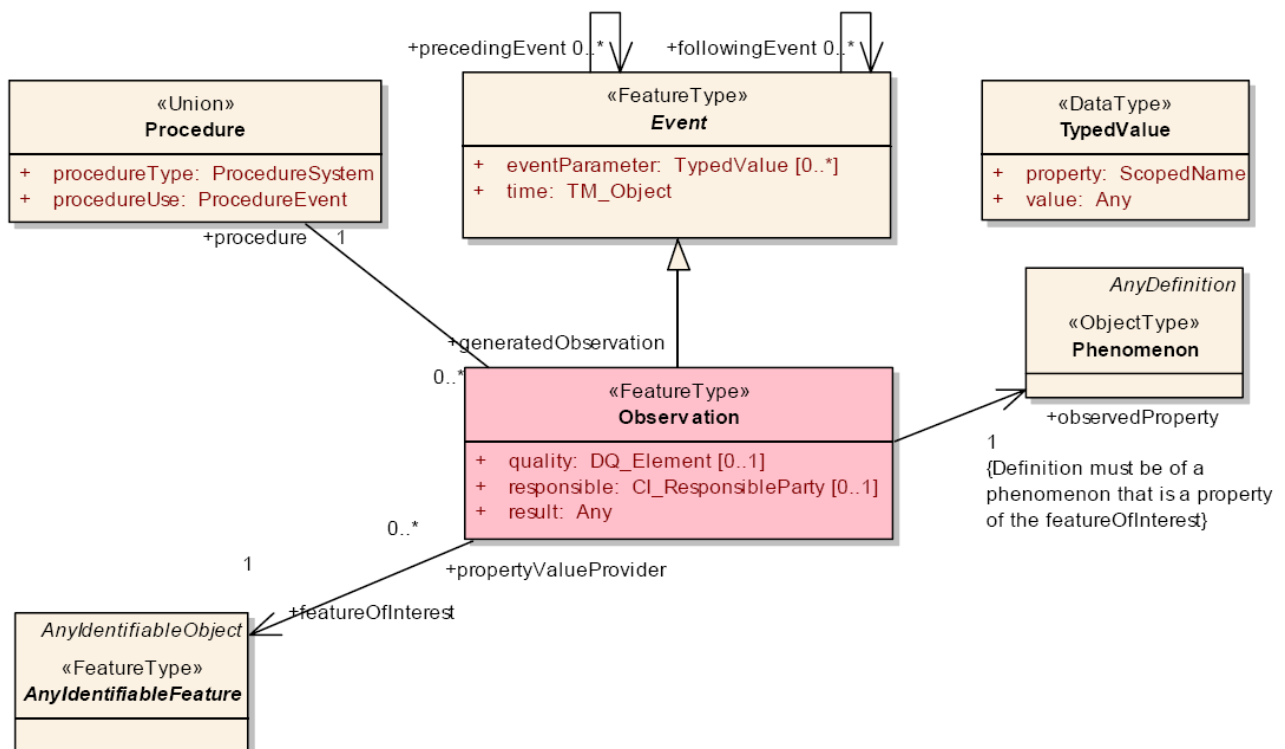 +precedingEvent 0..*
+followingEvent 0..*
«Union»
Procedure
+ procedureType: ProcedureSystem
+ procedureUse: ProcedureEvent
«FeatureType»
Event
+ eventParameter: TypedValue [0..*]
+ time: TM_Object
«DataType»
TypedValue
+ property: ScopedName
+ value: Any
+procedure 1
AnyDefinition
«ObjectType»
Phenomenon
+generatedObservation
0..*
«FeatureType»
Observation
+ quality: DQ_Element [0..1]
+ responsible: CI_ResponsibleParty [0..1]
+ result: Any
+observedProperty
1
{Definition must be of a
phenomenon that is a property
of the featureOfInterest}
0..*
+propertyValueProvider
1
+featureOfInterest
AnyIdentifiableObject
«FeatureType»
AnyIdentifiableFeature